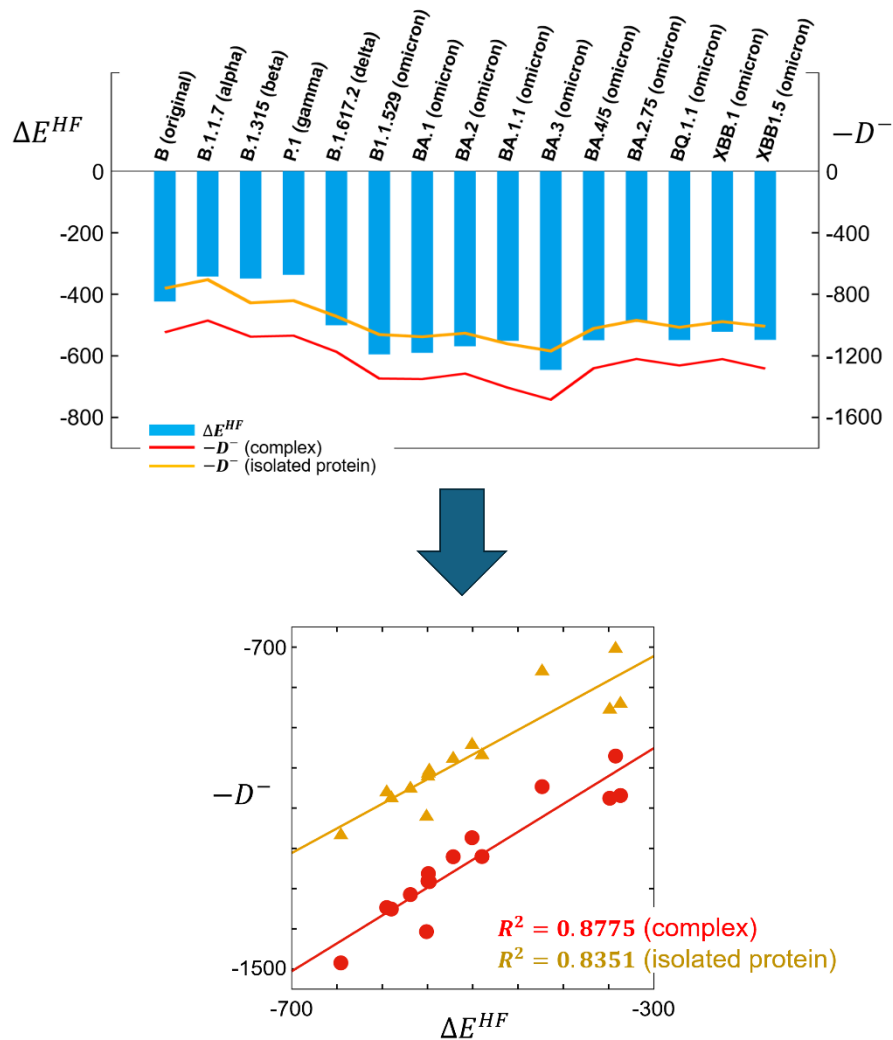 B (original)
B.1.1.7 (alpha)
B.1.315 (beta)
P.1 (gamma)
B.1.617.2 (delta)
B1.1.529 (omicron)
BA.1 (omicron)
BA.2 (omicron)
BA.1.1 (omicron)
BA.3 (omicron)
BA.4/5 (omicron)
BA.2.75 (omicron)
BQ.1.1 (omicron)
XBB.1 (omicron)
XBB1.5 (omicron)
ΔE^{HF}
−D^−
0
-200
-400
-600
-800
0
-400
-800
-1200
-1600
ΔE^{HF}
−D^− (complex)
−D^− (isolated protein)
-700
−D^−
-1500
R² = 0.8775 (complex)
R² = 0.8351 (isolated protein)
-700
-300
ΔE^{HF}